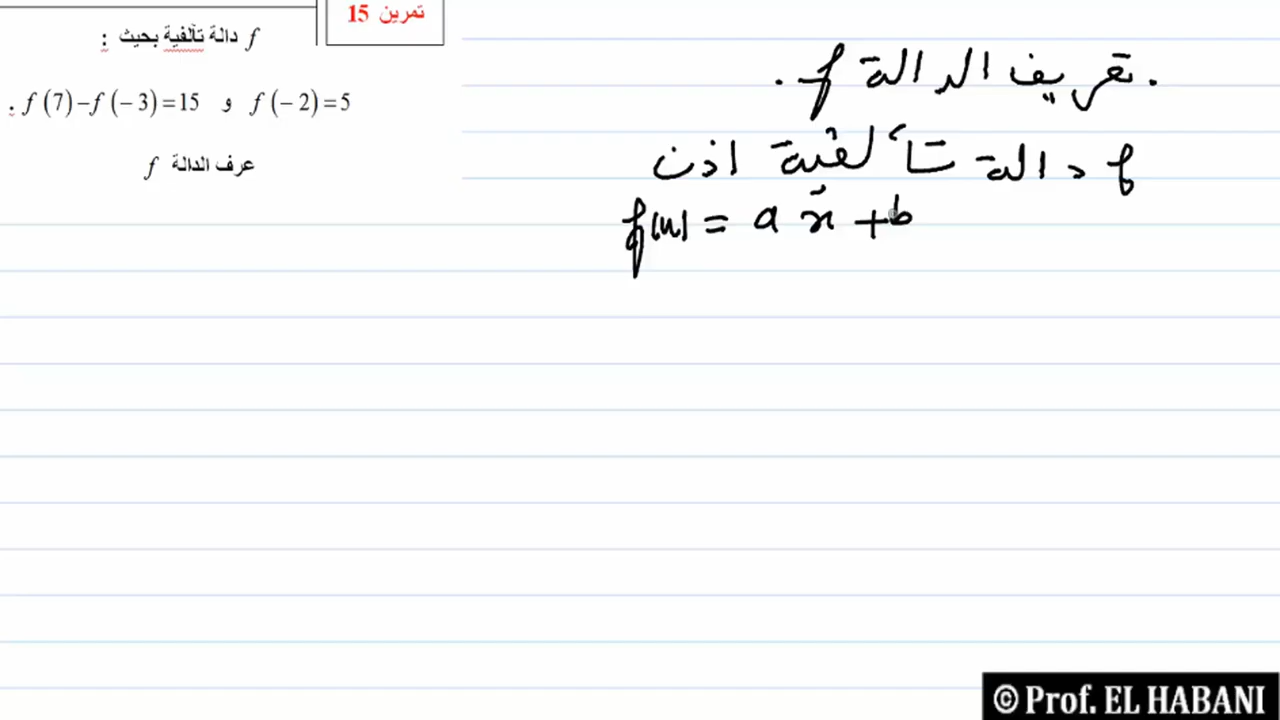 تمرين 15
f دالة تآلفية بحيث :
f(-2)=5 و f(7)-f(-3)=15 :
عرف الدالة f
. تعريف الدالة f .
f دالة تآلفية اذن
f(x) = a x + b
© Prof. EL HABANI